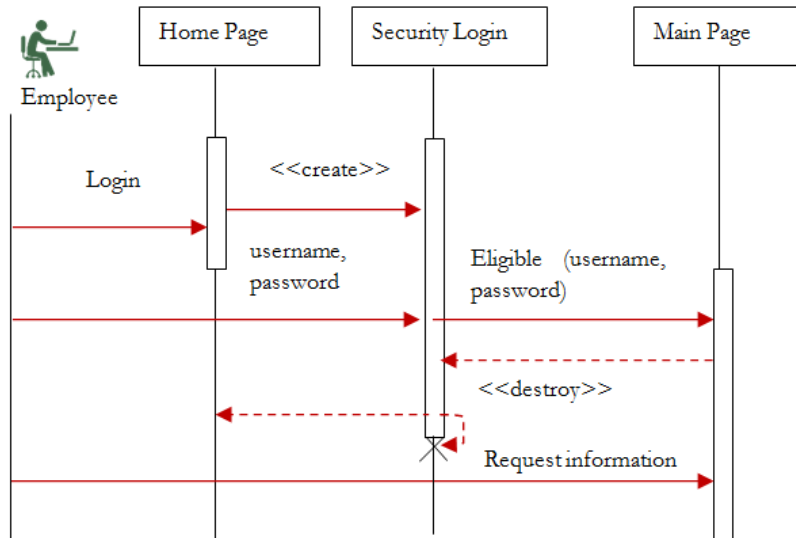 Home Page
Security Login
Main Page
Employee
Login
<<create>>
username,
password
Eligible (username,
password)
<<destroy>>
Request information